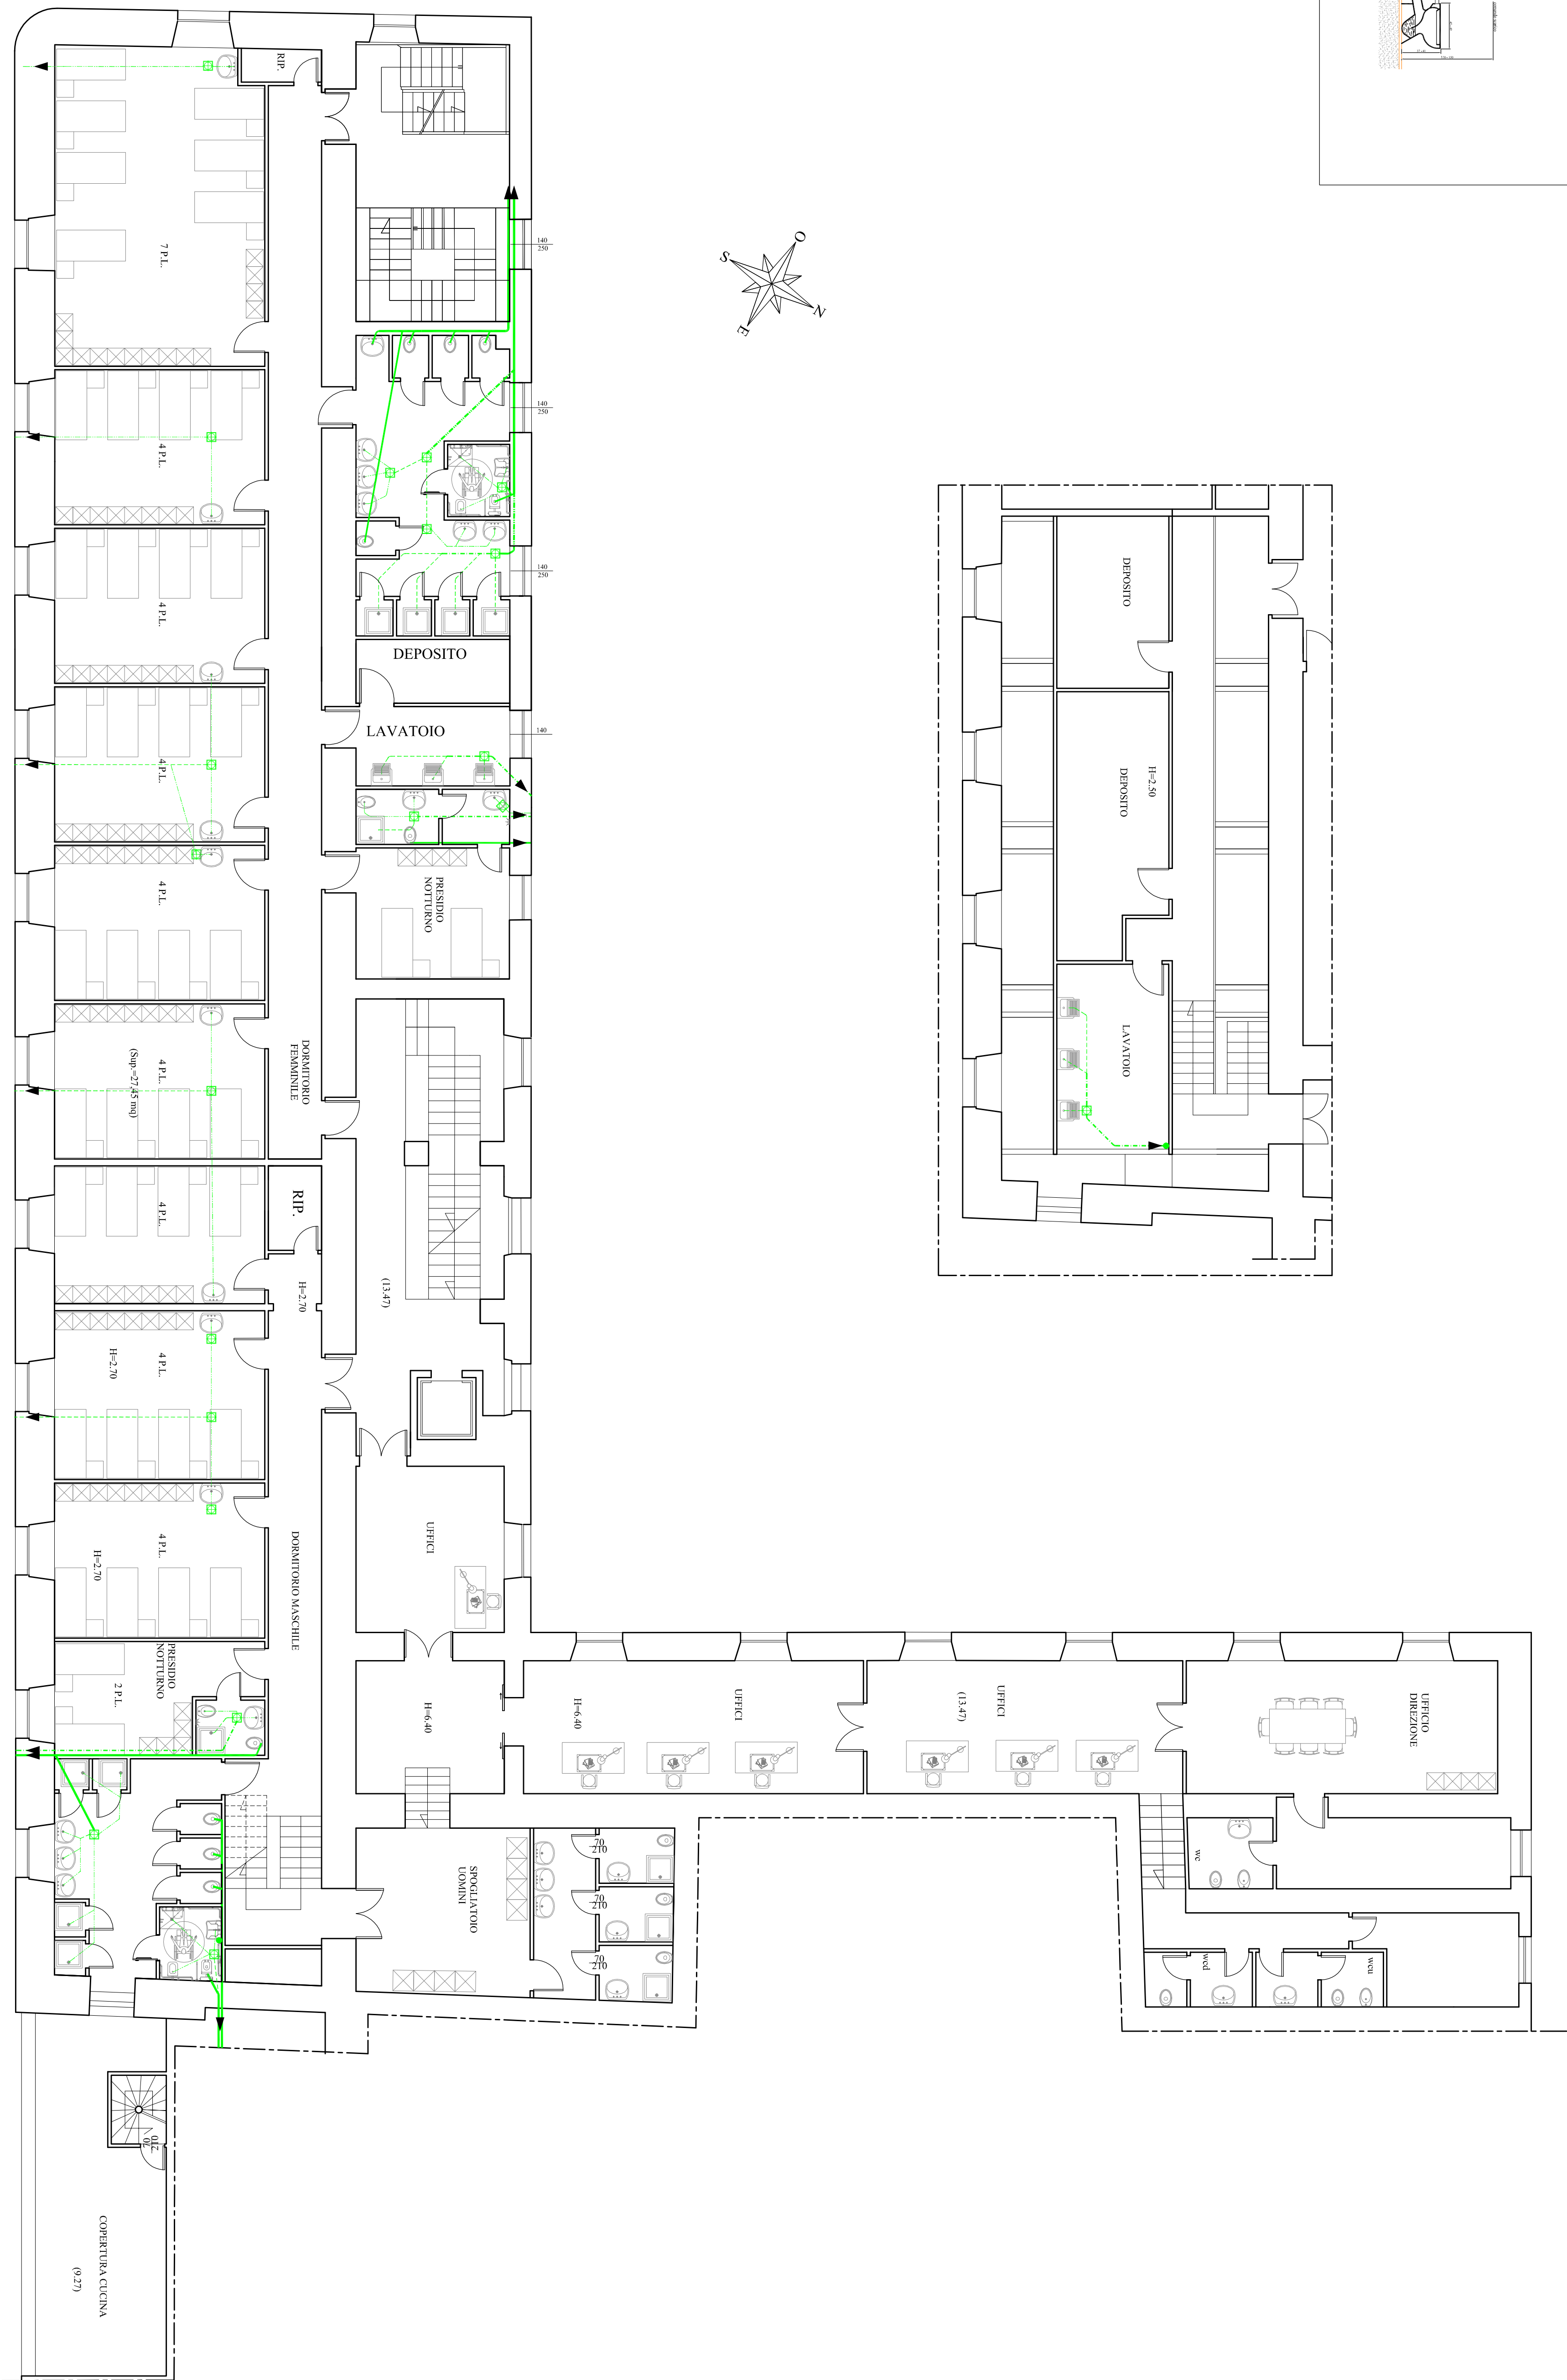 RIP.
7 P.L.
140
250
S
O
N
E
4 P.L.
140
250
4 P.L.
140
250
DEPOSITO
DEPOSITO
LAVATOIO
140
4 P.L.
DEPOSITO
H=2.50
4 P.L.
PRESIDIO
NOTTURNO
LAVATOIO
4 P.L.
(Sup.=27,45 mq)
DORMITORIO
FEMMINILE
4 P.L.
RIP.
H=2.70
(13.47)
4 P.L.
H=2.70
4 P.L.
H=2.70
DORMITORIO MASCHILE
UFFICI
PRESIDIO
NOTTURNO
2 P.L.
H=6.40
UFFICI
H=6.40
UFFICI
(13.47)
UFFICIO
DIREZIONE
SPOGLIATOIO
UOMINI
70
210
70
210
70
210
wc
wcd
wcu
70
210
COPERTURA CUCINA
(9.27)